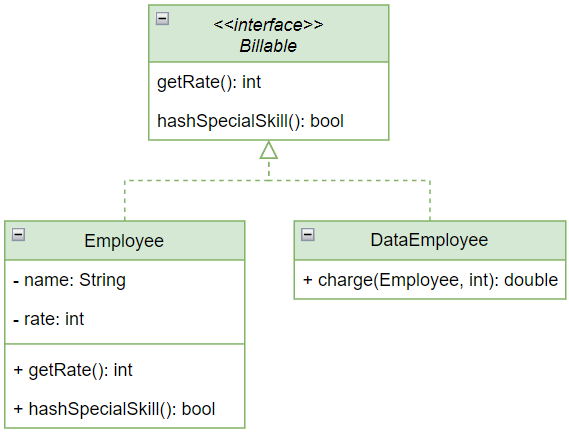 <<interface>>
Billable
getRate(): int
hashSpecialSkill(): bool
Employee
- name: String
- rate: int
+ getRate(): int
+ hashSpecialSkill(): bool
DataEmployee
+ charge(Employee, int): double